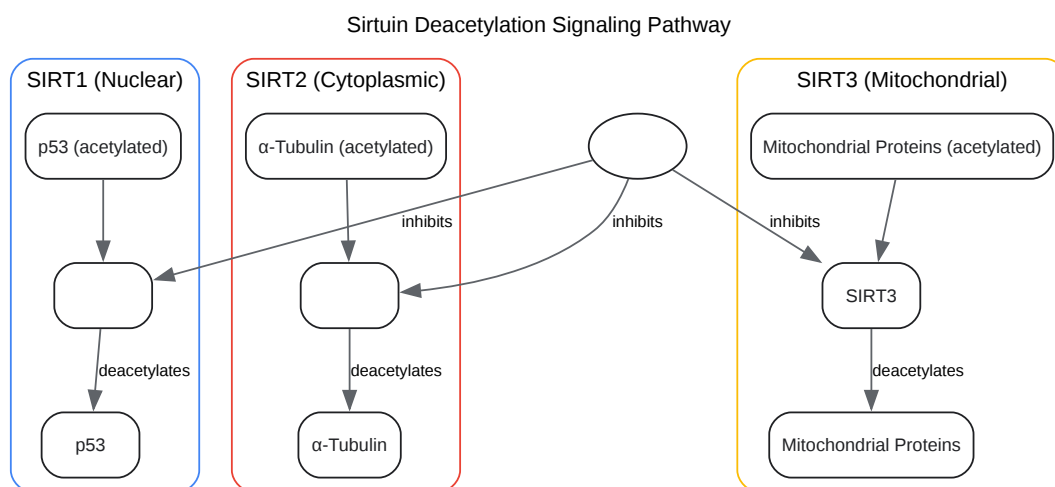 Sirtuin Deacetylation Signaling Pathway
SIRT1 (Nuclear)
SIRT2 (Cytoplasmic)
SIRT3 (Mitochondrial)
p53 (acetylated)
α-Tubulin (acetylated)
Mitochondrial Proteins (acetylated)
inhibits
inhibits
inhibits
SIRT3
deacetylates
deacetylates
deacetylates
p53
α-Tubulin
Mitochondrial Proteins